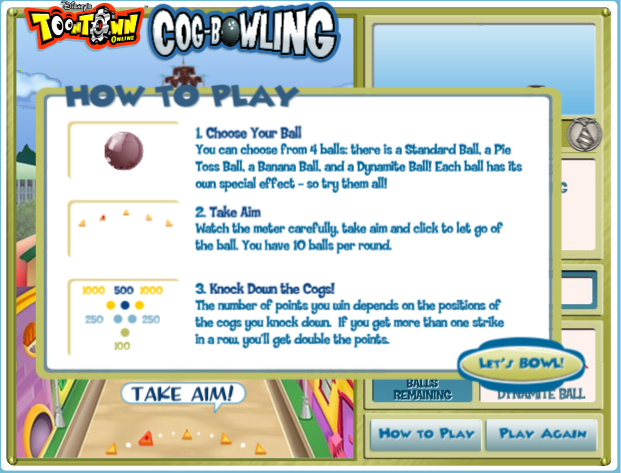 Disney's
TOONTOWN
ONLINE
COG-BOWLING
HOW TO PLAY
1. Choose Your Ball
You can choose from 4 balls: there is a Standard Ball, a Pie
Toss Ball, a Banana Ball, and a Dynamite Ball! Each ball has its
own special effect - so try them all!
2. Take Aim
Watch the meter carefully, take aim and click to let go of
the ball. You have 10 balls per round.
1000 500 1000
250 250
100
3. Knock Down the Cogs!
The number of points you win depends on the positions of
the cogs you knock down. If you get more than one strike
in a row, you'll get double the points.
LET'S BOWL!
TAKE AIM!
BALLS
REMAINING
DYNAMITE BALL
HOW TO PLAY
PLAY AGAIN